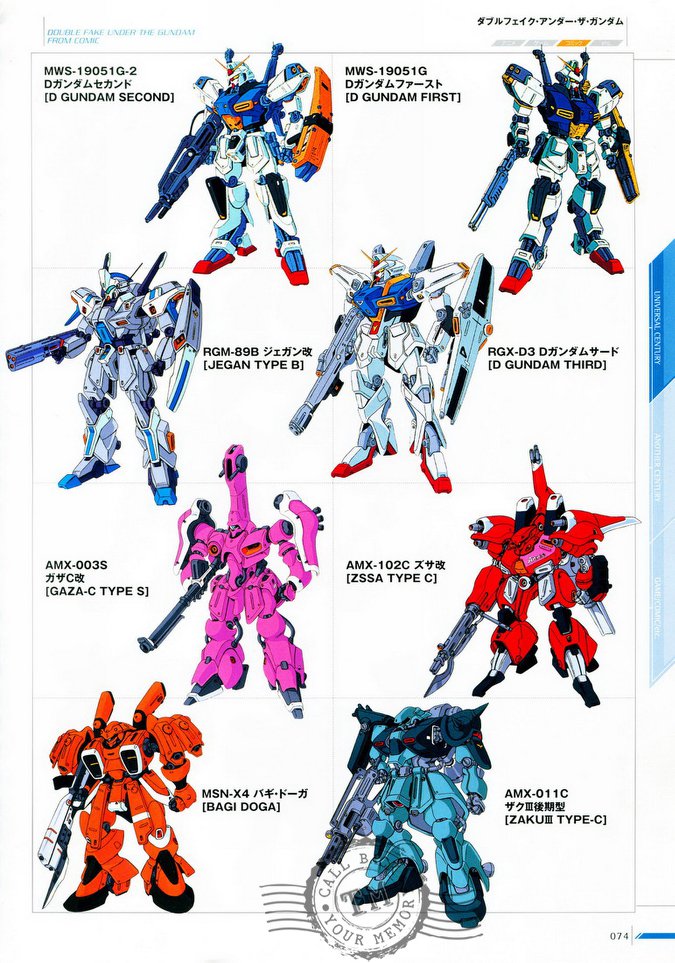 DOUBLE FAKE UNDER THE GUNDAM
FROM COMIC
ダブルフェイク・アンダー・ザ・ガンダム
MWS-19051G-2
Dガンダムセカンド
[D GUNDAM SECOND]
MWS-19051G
Dガンダムファースト
[D GUNDAM FIRST]
RGM-89B ジェガン改
[JEGAN TYPE B]
RGX-D3 Dガンダムサード
[D GUNDAM THIRD]
UNIVERSAL CENTURY
ANOTHER CENTURY
GAME/COMIC/etc
AMX-003S
ガザC改
[GAZA-C TYPE S]
AMX-102C ズサ改
[ZSSA TYPE C]
MSN-X4 バギ・ドーガ
[BAGI DOGA]
AMX-011C
ザクⅢ後期型
[ZAKUⅢ TYPE-C]
CALL B
TM
YOUR MEMOR
074